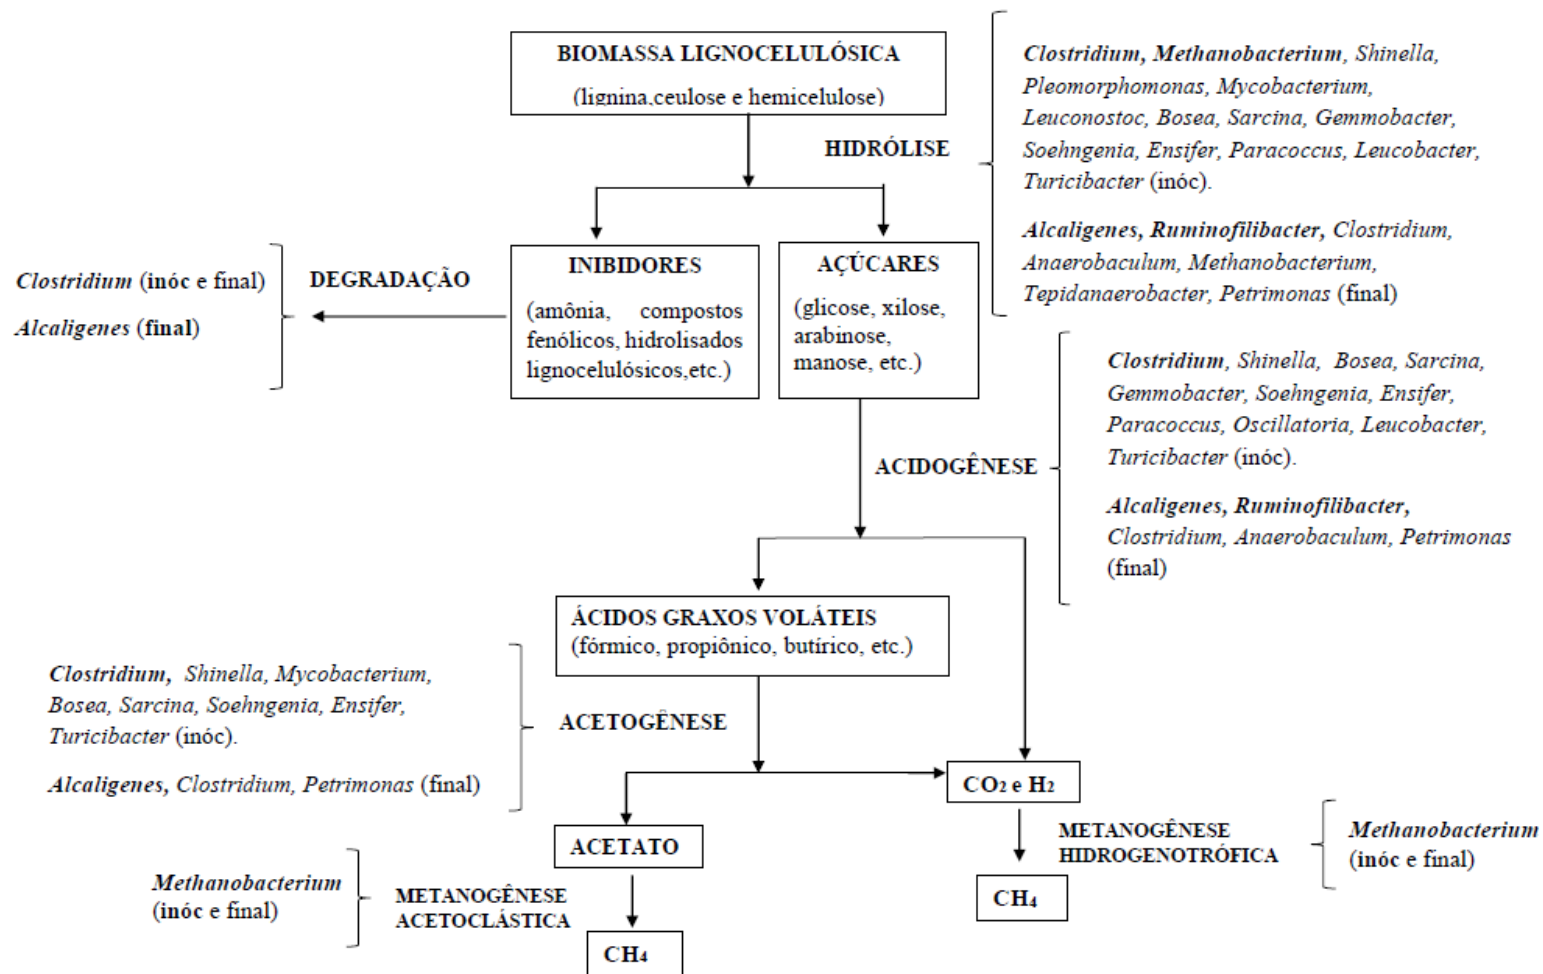 BIOMASSA LIGNOCELULÓSICA
(lignina,ceulose e hemicelulose)
HIDRÓLISE
Clostridium, Methanobacterium, Shinella,
Pleomorphomonas, Mycobacterium,
Leuconostoc, Bosea, Sarcina, Gemmobacter,
Soehngenia, Ensifer, Paracoccus, Leucobacter,
Turicibacter (inóc).
Alcaligenes, Ruminofilibacter, Clostridium,
Anaerobaculum, Methanobacterium,
Tepidanaerobacter, Petrimonas (final)
Clostridium (inóc e final)
Alcaligenes (final)
DEGRADAÇÃO
INIBIDORES
(amônia, compostos
fenólicos, hidrolisados
lignocelulósicos,etc.)
AÇÚCARES
(glicose, xilose,
arabinose,
manose, etc.)
ACIDOGÊNESE
Clostridium, Shinella, Bosea, Sarcina,
Gemmobacter, Soehngenia, Ensifer,
Paracoccus, Oscillatoria, Leucobacter,
Turicibacter (inóc).
Alcaligenes, Ruminofilibacter,
Clostridium, Anaerobaculum, Petrimonas
(final)
ÁCIDOS GRAXOS VOLÁTEIS
(fórmico, propiônico, butírico, etc.)
Clostridium, Shinella, Mycobacterium,
Bosea, Sarcina, Soehngenia, Ensifer,
Turicibacter (inóc).
Alcaligenes, Clostridium, Petrimonas (final)
ACETOGÊNESE
CO2 e H2
ACETATO
METANOGÊNESE
HIDROGENOTRÓFICA
Methanobacterium
(inóc e final)
CH4
Methanobacterium
(inóc e final)
METANOGÊNESE
ACETOCLÁSTICA
CH4